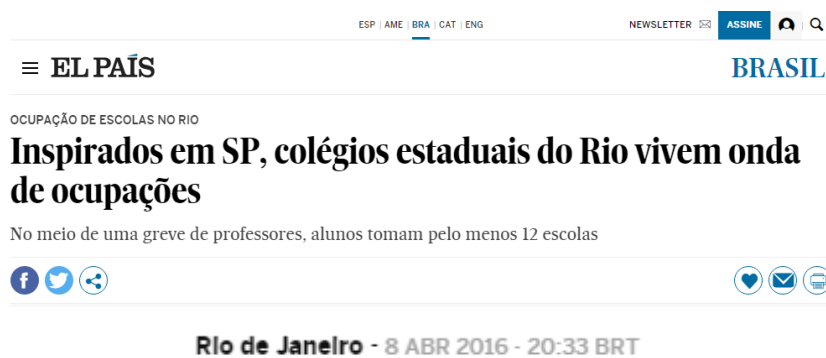 ESP | AME | BRA | CAT | ENG NEWSLETTER ASSINE
EL PAÍS BRASIL
OCUPAÇÃO DE ESCOLAS NO RIO
Inspirados em SP, colégios estaduais do Rio vivem onda
de ocupações
No meio de uma greve de professores, alunos tomam pelo menos 12 escolas
Rio de Janeiro - 8 ABR 2016 - 20:33 BRT